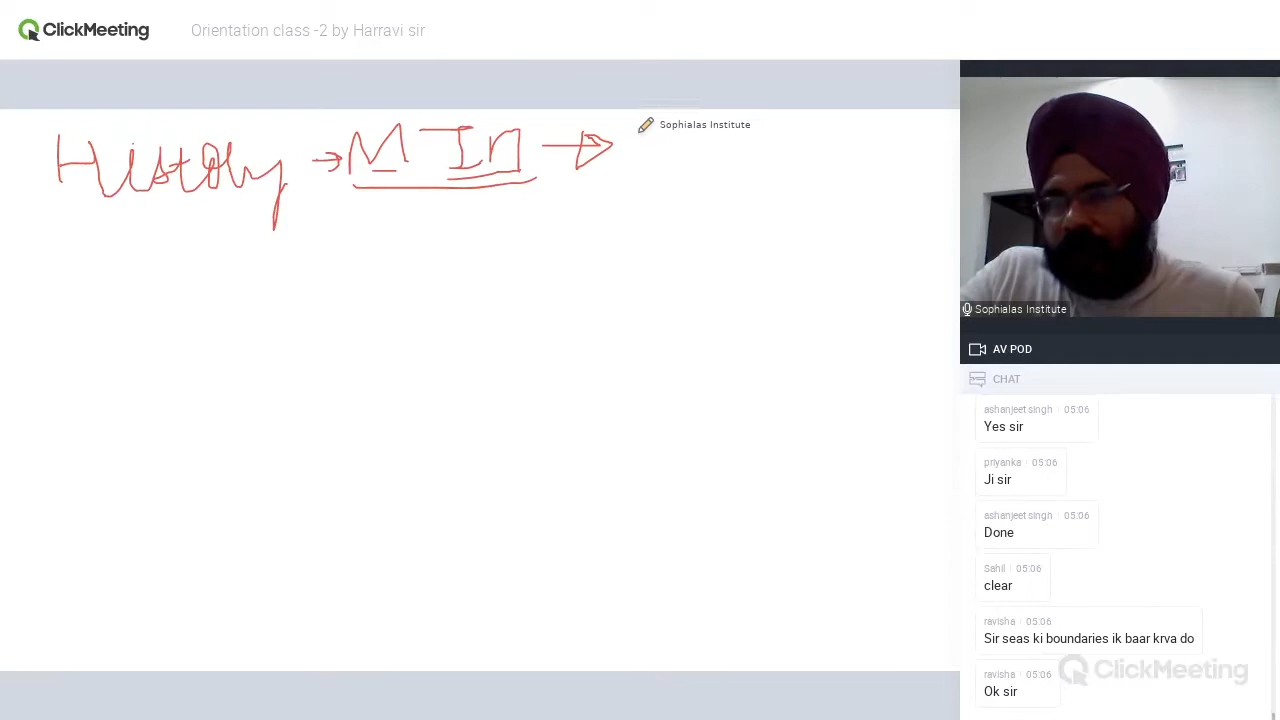 ClickMeeting
Orientation class -2 by Harravi sir
History → M In →
Sophialas Institute
Sophialas Institute
AV POD
CHAT
ashanjeet singh 05:06
Yes sir
priyanka 05:06
Ji sir
ashanjeet singh 05:06
Done
Sahil 05:06
clear
ravisha 05:06
Sir seas ki boundaries ik baar krva do
ravisha 05:06
Ok sir
ClickMeeting